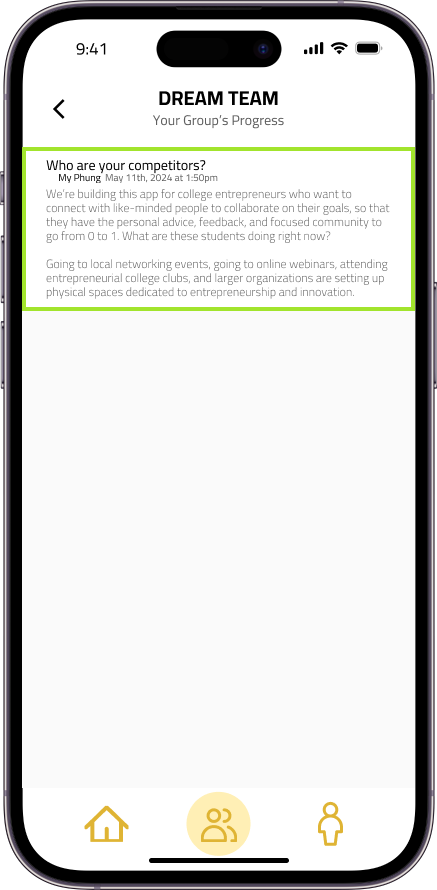 9:41
DREAM TEAM
Your Group's Progress
Who are your competitors?
My Phung May 11th, 2024 at 1:50pm
We're building this app for college entrepreneurs who want to
connect with like-minded people to collaborate on their goals, so that
they have the personal advice, feedback, and focused community to
go from 0 to 1. What are these students doing right now?
Going to local networking events, going to online webinars, attending
entrepreneurial college clubs, and larger organizations are setting up
physical spaces dedicated to entrepreneurship and innovation.